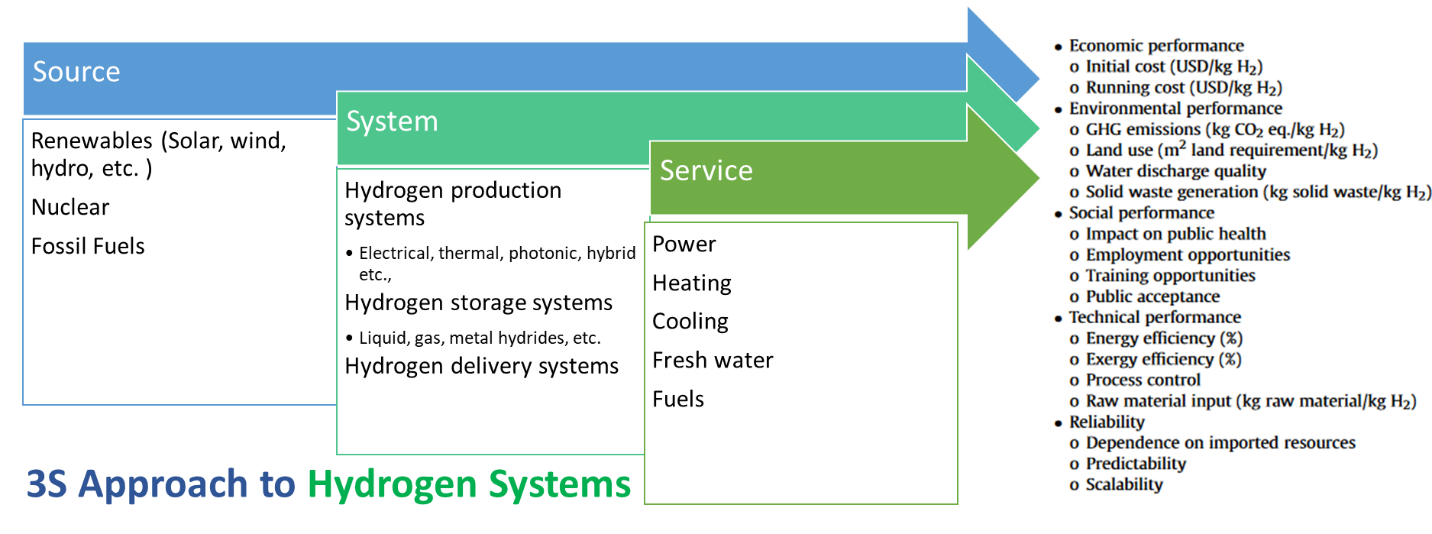 Source
Renewables (Solar, wind,
hydro, etc. )
Nuclear
Fossil Fuels
System
Hydrogen production
systems
• Electrical, thermal, photonic, hybrid
etc.,
Hydrogen storage systems
• Liquid, gas, metal hydrides, etc.
Hydrogen delivery systems
Service
Power
Heating
Cooling
Fresh water
Fuels
3S Approach to Hydrogen Systems
• Economic performance
o Initial cost (USD/kg H₂)
o Running cost (USD/kg H₂)
• Environmental performance
o GHG emissions (kg CO₂ eq./kg H₂)
o Land use (m² land requirement/kg H₂)
o Water discharge quality
o Solid waste generation (kg solid waste/kg H₂)
• Social performance
o Impact on public health
o Employment opportunities
o Training opportunities
o Public acceptance
• Technical performance
o Energy efficiency (%)
o Exergy efficiency (%)
o Process control
o Raw material input (kg raw material/kg H₂)
• Reliability
o Dependence on imported resources
o Predictability
o Scalability